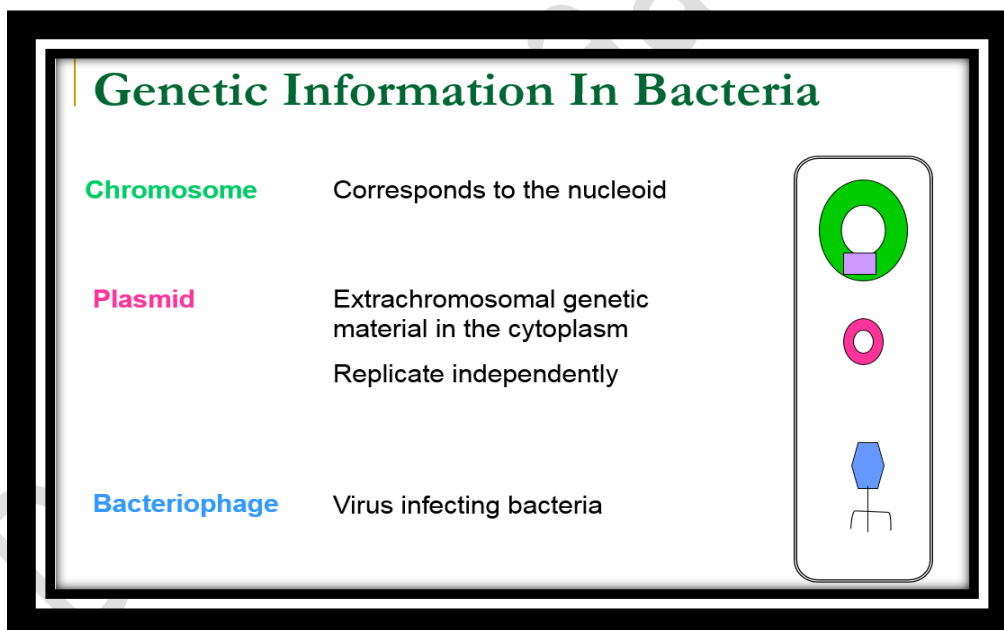 Genetic Information In Bacteria
Chromosome Corresponds to the nucleoid
Plasmid Extrachromosomal genetic
material in the cytoplasm
Replicate independently
Bacteriophage Virus infecting bacteria